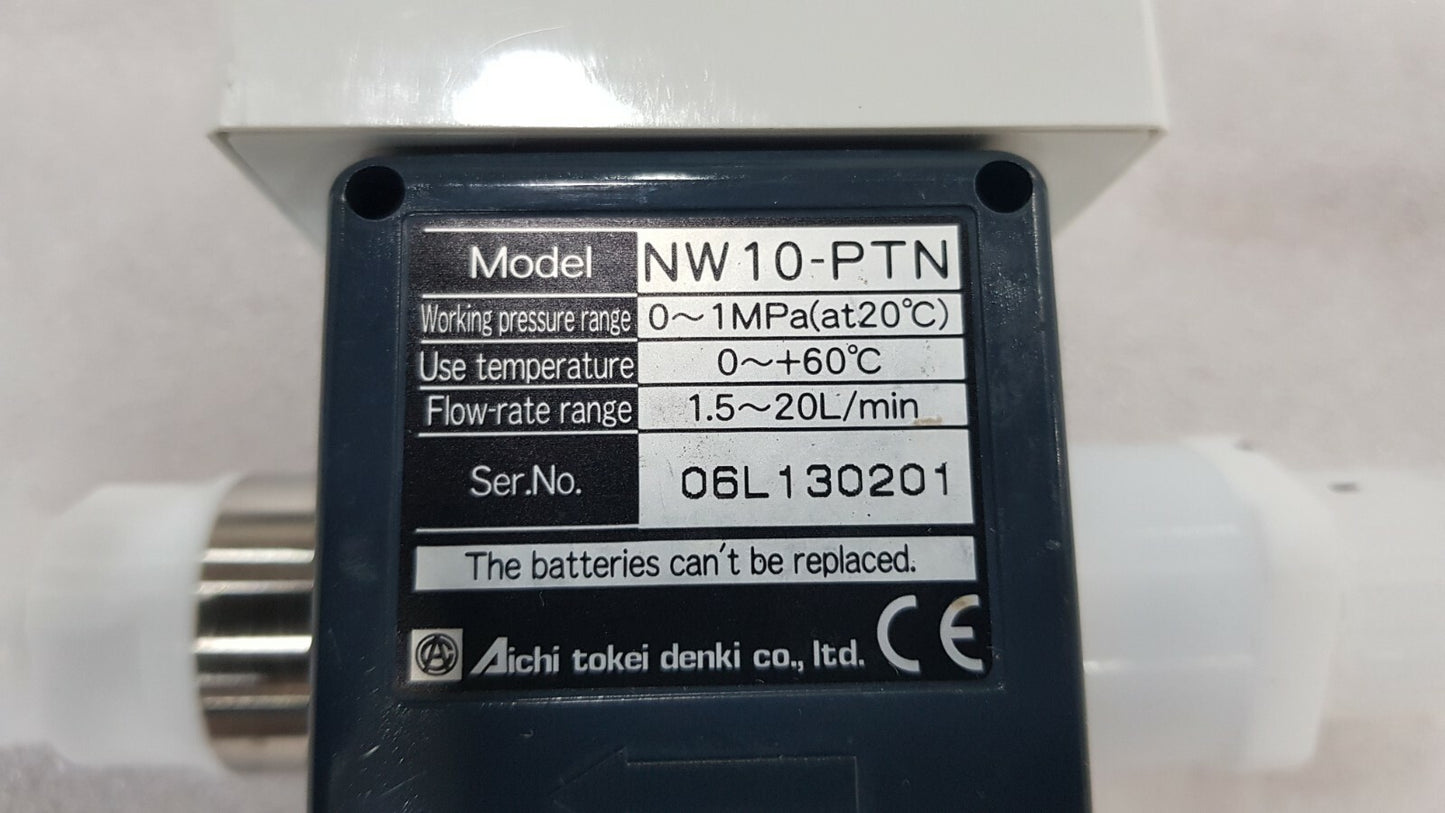 Model NW10-PTN
Working pressure range 0～1MPa(at20℃)
Use temperature 0～+60℃
Flow-rate range 1.5～20L/min
Ser.No. 06L130201
The batteries can't be replaced.
Aichi tokei denki co., ltd. CE